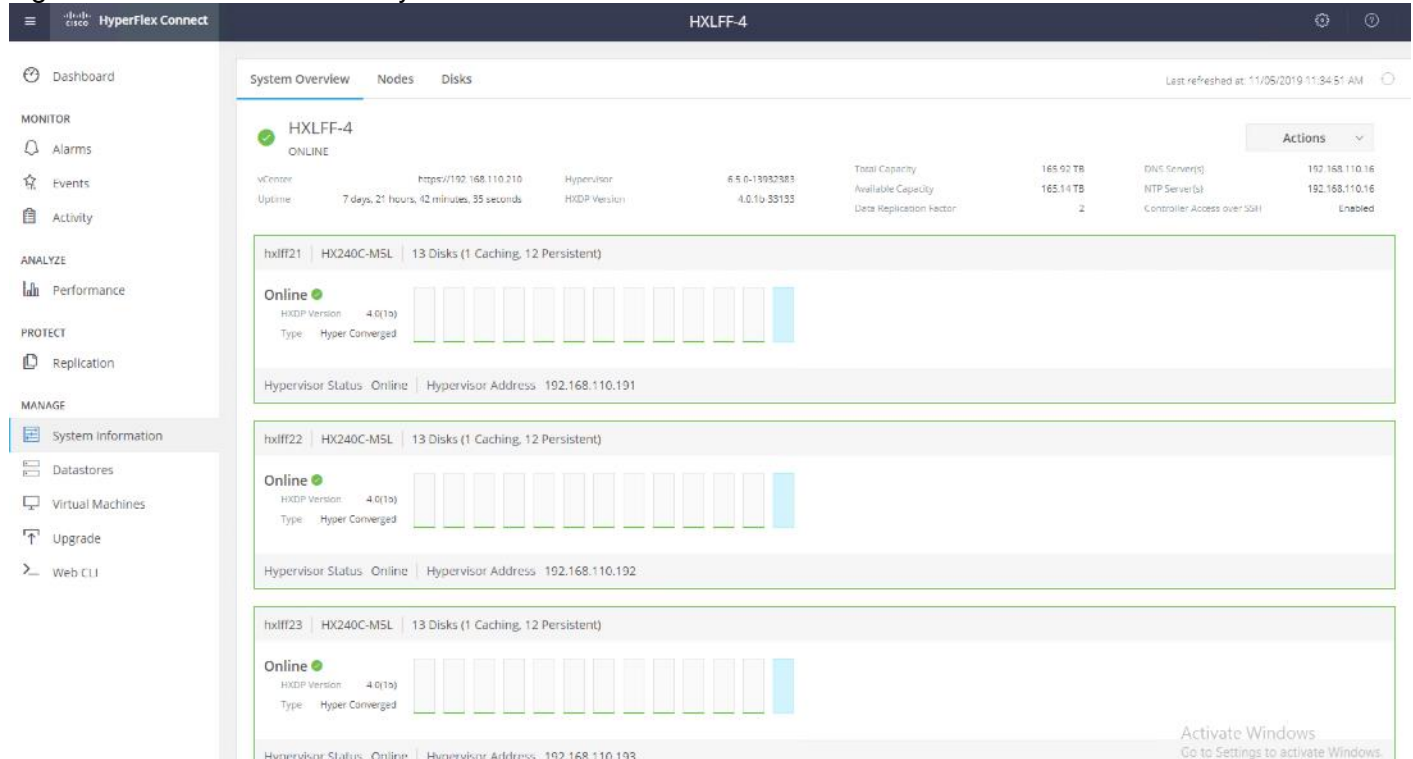 cisco HyperFlex Connect HXLFF-4
Dashboard
MONITOR
Alarms
Events
Activity
ANALYZE
Performance
PROTECT
Replication
MANAGE
System Information
Datastores
Virtual Machines
Upgrade
Web CLI
System Overview Nodes Disks Last refreshed at: 11/05/2019 11:34:51 AM
HXLFF-4
ONLINE
Actions
vCenter https://192.168.110.210 Hypervisor 6.5.0-13932383 Total Capacity 165.92 TB DNS Server(s) 192.168.110.16
Uptime 7 days, 21 hours, 42 minutes, 35 seconds HXDP Version 4.0.1b-33133 Available Capacity 165.14 TB NTP Server(s) 192.168.110.16
Data Replication Factor 2 Controller Access over SSH Enabled
hxlff21 HX240C-M5L 13 Disks (1 Caching, 12 Persistent)
Online
HXDP Version 4.0(1b)
Type Hyper Converged
Hypervisor Status Online Hypervisor Address 192.168.110.191
hxlff22 HX240C-M5L 13 Disks (1 Caching, 12 Persistent)
Online
HXDP Version 4.0(1b)
Type Hyper Converged
Hypervisor Status Online Hypervisor Address 192.168.110.192
hxlff23 HX240C-M5L 13 Disks (1 Caching, 12 Persistent)
Online
HXDP Version 4.0(1b)
Type Hyper Converged
Hypervisor Status Online Hypervisor Address 192.168.110.193
Activate Windows
Go to Settings to activate Windows.